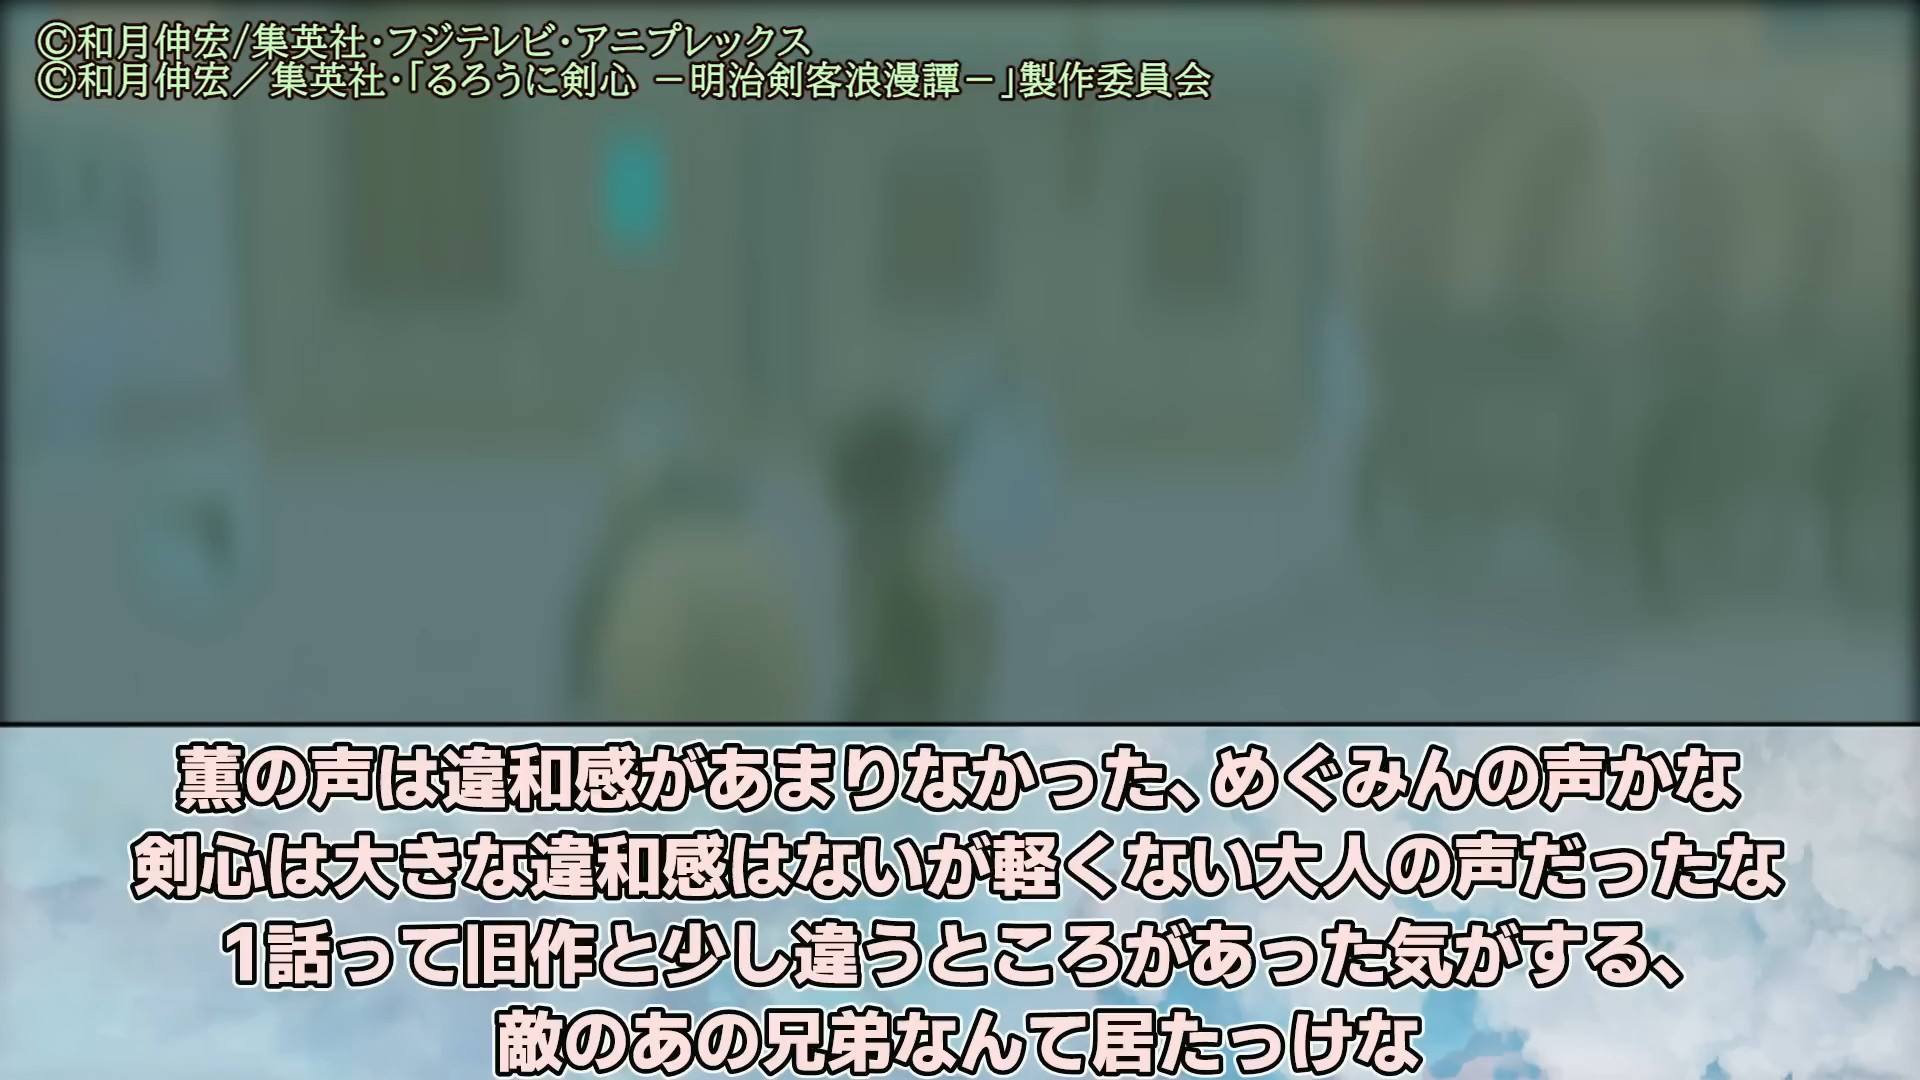 ©和月伸宏/集英社・フジテレビ・アニプレックス
©和月伸宏／集英社・「るろうに剣心 －明治剣客浪漫譚－」製作委員会
薫の声は違和感があまりなかった、めぐみんの声かな
剣心は大きな違和感はないが軽くない大人の声だったな
1話って旧作と少し違うところがあった気がする、
敵のあの兄弟なんて居たっけな